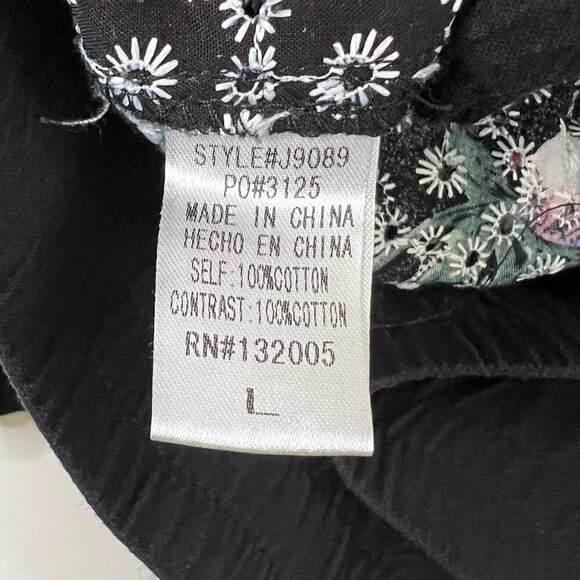 STYLE#J9089
PO#3125
MADE IN CHINA
HECHO EN CHINA
SELF:100%COTTON
CONTRAST:100%COTTON
RN#132005
L